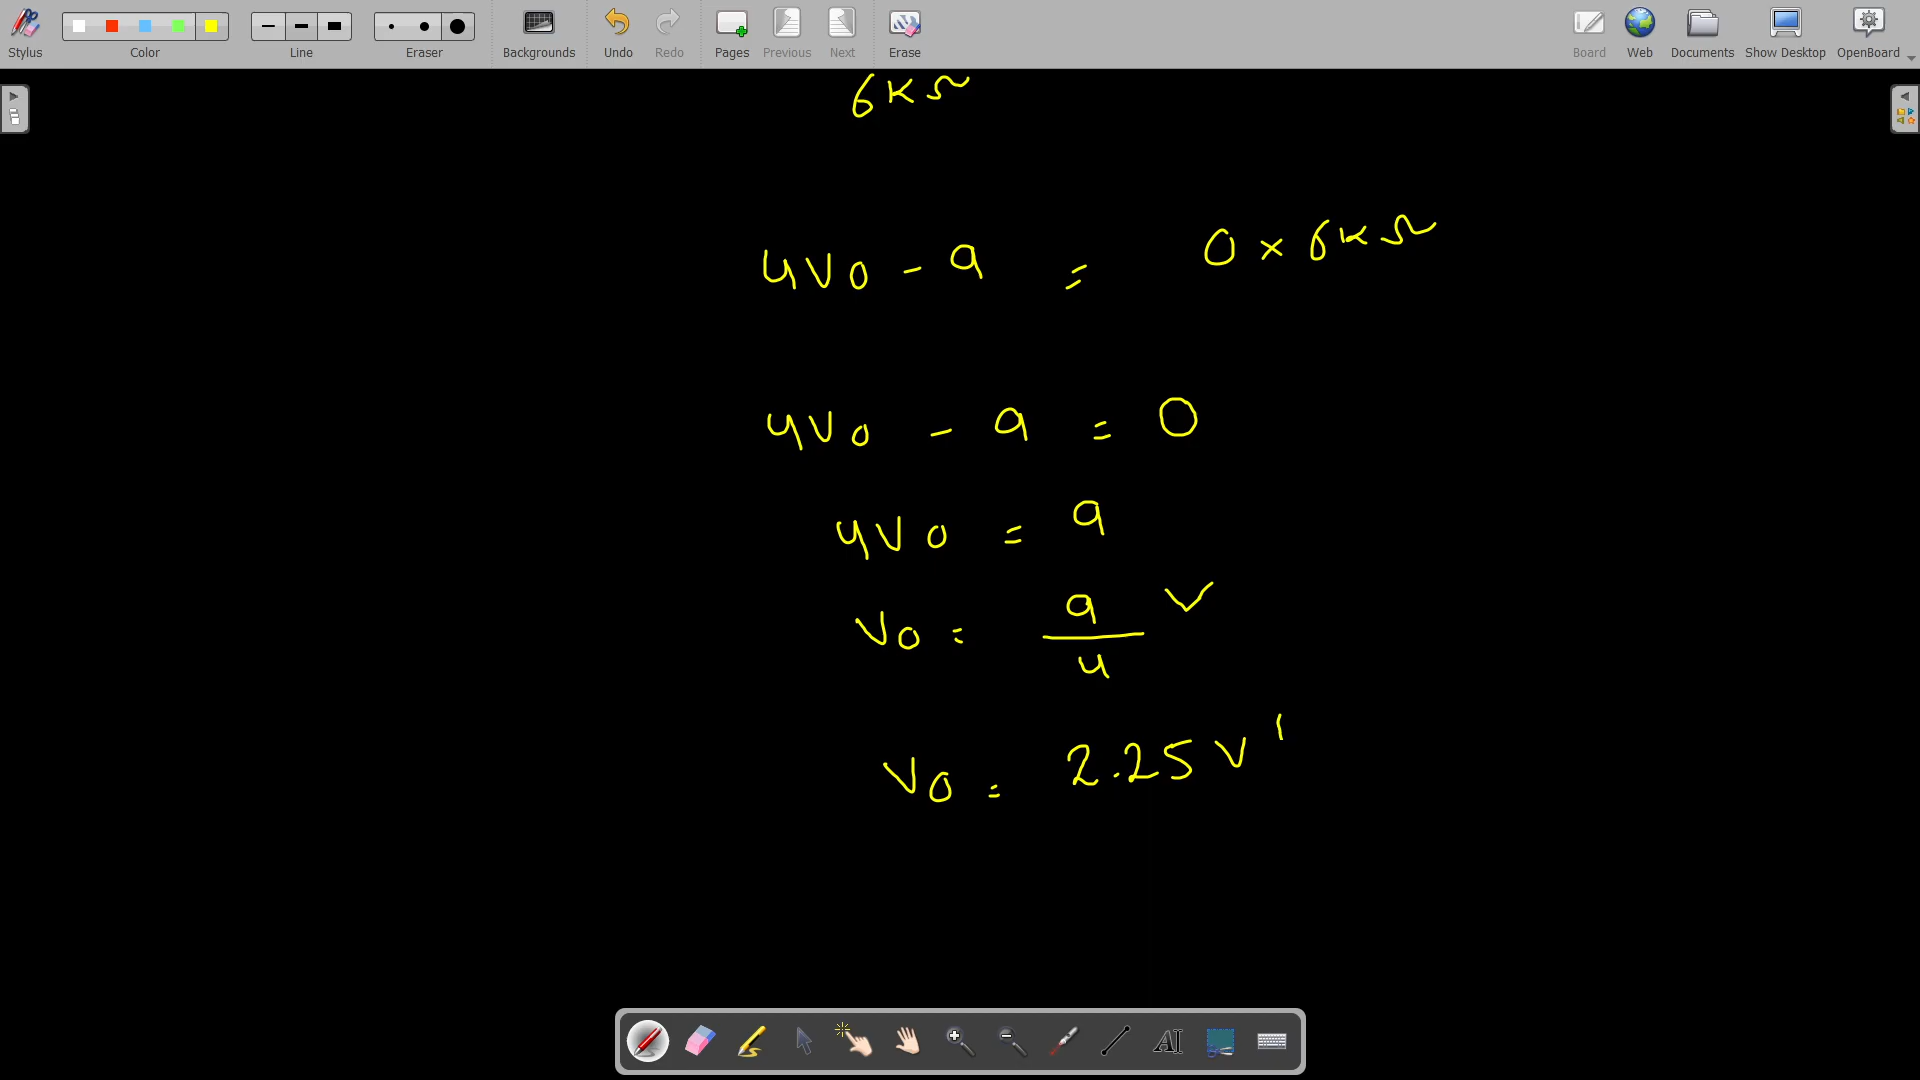 Stylus Color Line Eraser Backgrounds Undo Redo Pages Previous Next Erase Board Web Documents Show Desktop OpenBoard
6KΩ
4V0 - 9 = 0 × 6KΩ
4V0 - 9 = 0
4V0 = 9
V0 = 9/4 V
V0 = 2.25 V